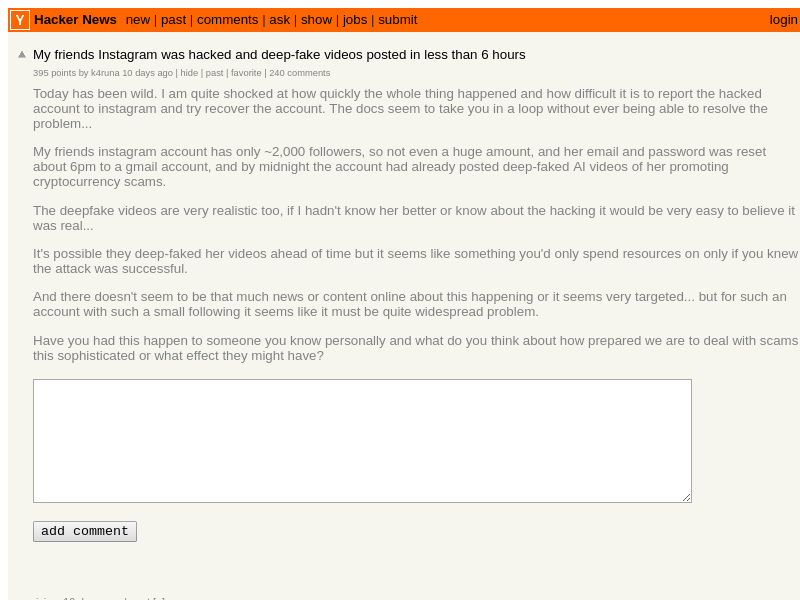 Y Hacker News new | past | comments | ask | show | jobs | submit login
My friends Instagram was hacked and deep-fake videos posted in less than 6 hours
395 points by k4runa 10 days ago | hide | past | favorite | 240 comments
Today has been wild. I am quite shocked at how quickly the whole thing happened and how difficult it is to report the hacked
account to instagram and try recover the account. The docs seem to take you in a loop without ever being able to resolve the
problem...
My friends instagram account has only ~2,000 followers, so not even a huge amount, and her email and password was reset
about 6pm to a gmail account, and by midnight the account had already posted deep-faked AI videos of her promoting
cryptocurrency scams.
The deepfake videos are very realistic too, if I hadn't know her better or know about the hacking it would be very easy to believe it
was real...
It's possible they deep-faked her videos ahead of time but it seems like something you'd only spend resources on only if you knew
the attack was successful.
And there doesn't seem to be that much news or content online about this happening or it seems very targeted... but for such an
account with such a small following it seems like it must be quite widespread problem.
Have you had this happen to someone you know personally and what do you think about how prepared we are to deal with scams
this sophisticated or what effect they might have?
add comment